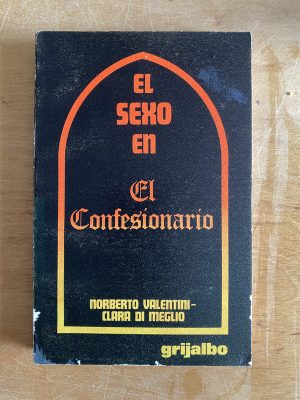 EL
SEXO
EN
El
Confesionario
NORBERTO VALENTINI-
CLARA DI MEGLIO
grijalbo